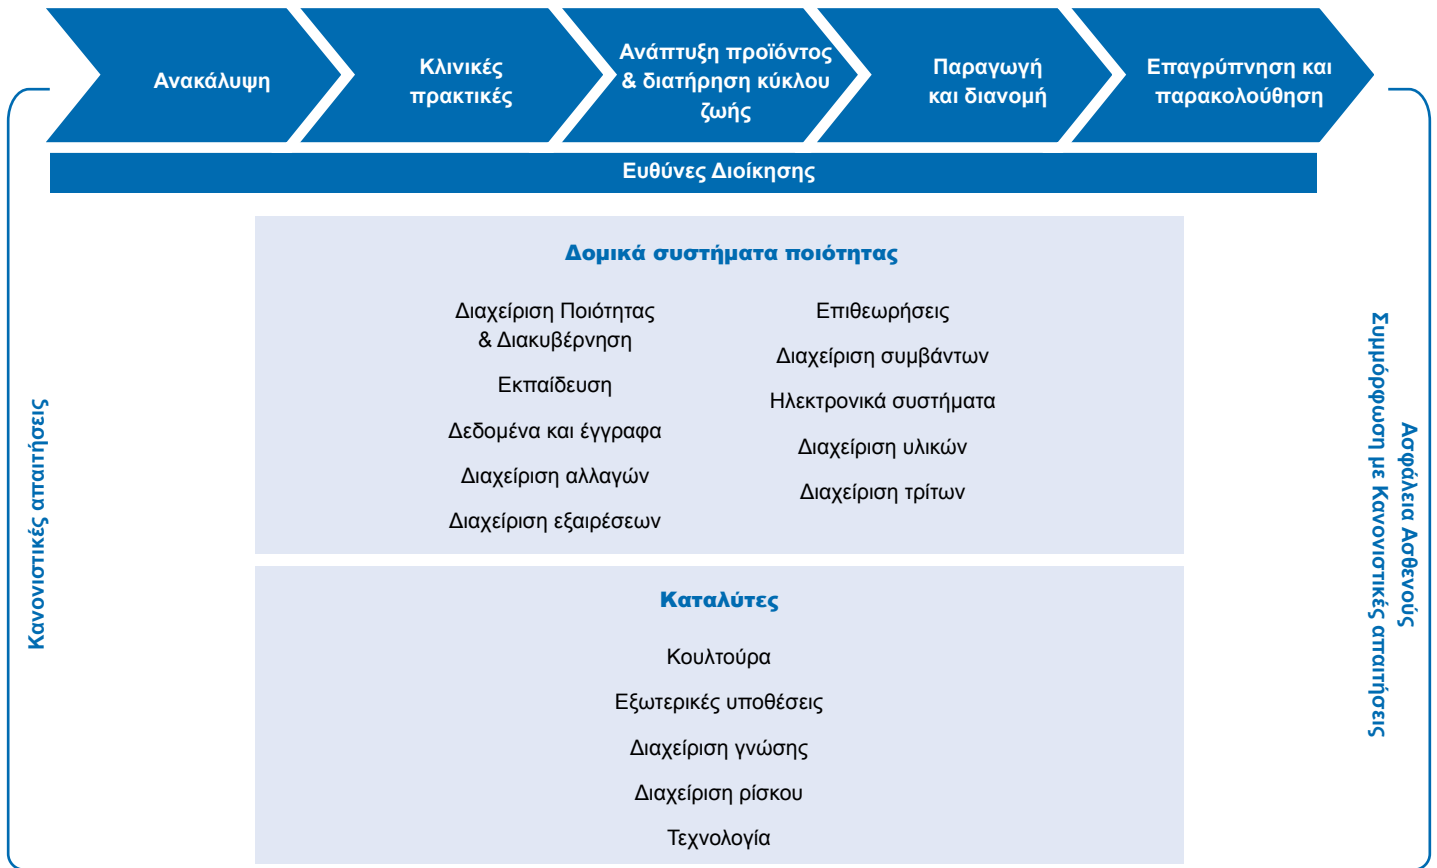 Ανακάλυψη
Κλινικές
πρακτικές
Ανάπτυξη προϊόντος
& διατήρηση κύκλου
ζωής
Παραγωγή
και διανομή
Επαγρύπνηση και
παρακολούθηση
Ευθύνες Διοίκησης
Κανονιστικές απαιτήσεις
Δομικά συστήματα ποιότητας
Διαχείριση Ποιότητας
& Διακυβέρνηση
Εκπαίδευση
Δεδομένα και έγγραφα
Διαχείριση αλλαγών
Διαχείριση εξαιρέσεων
Επιθεωρήσεις
Διαχείριση συμβάντων
Ηλεκτρονικά συστήματα
Διαχείριση υλικών
Διαχείριση τρίτων
Καταλύτες
Κουλτούρα
Εξωτερικές υποθέσεις
Διαχείριση γνώσης
Διαχείριση ρίσκου
Τεχνολογία
Ασφάλεια Ασθενούς
Συμμόρφωση με Κανονιστικές απαιτήσεις